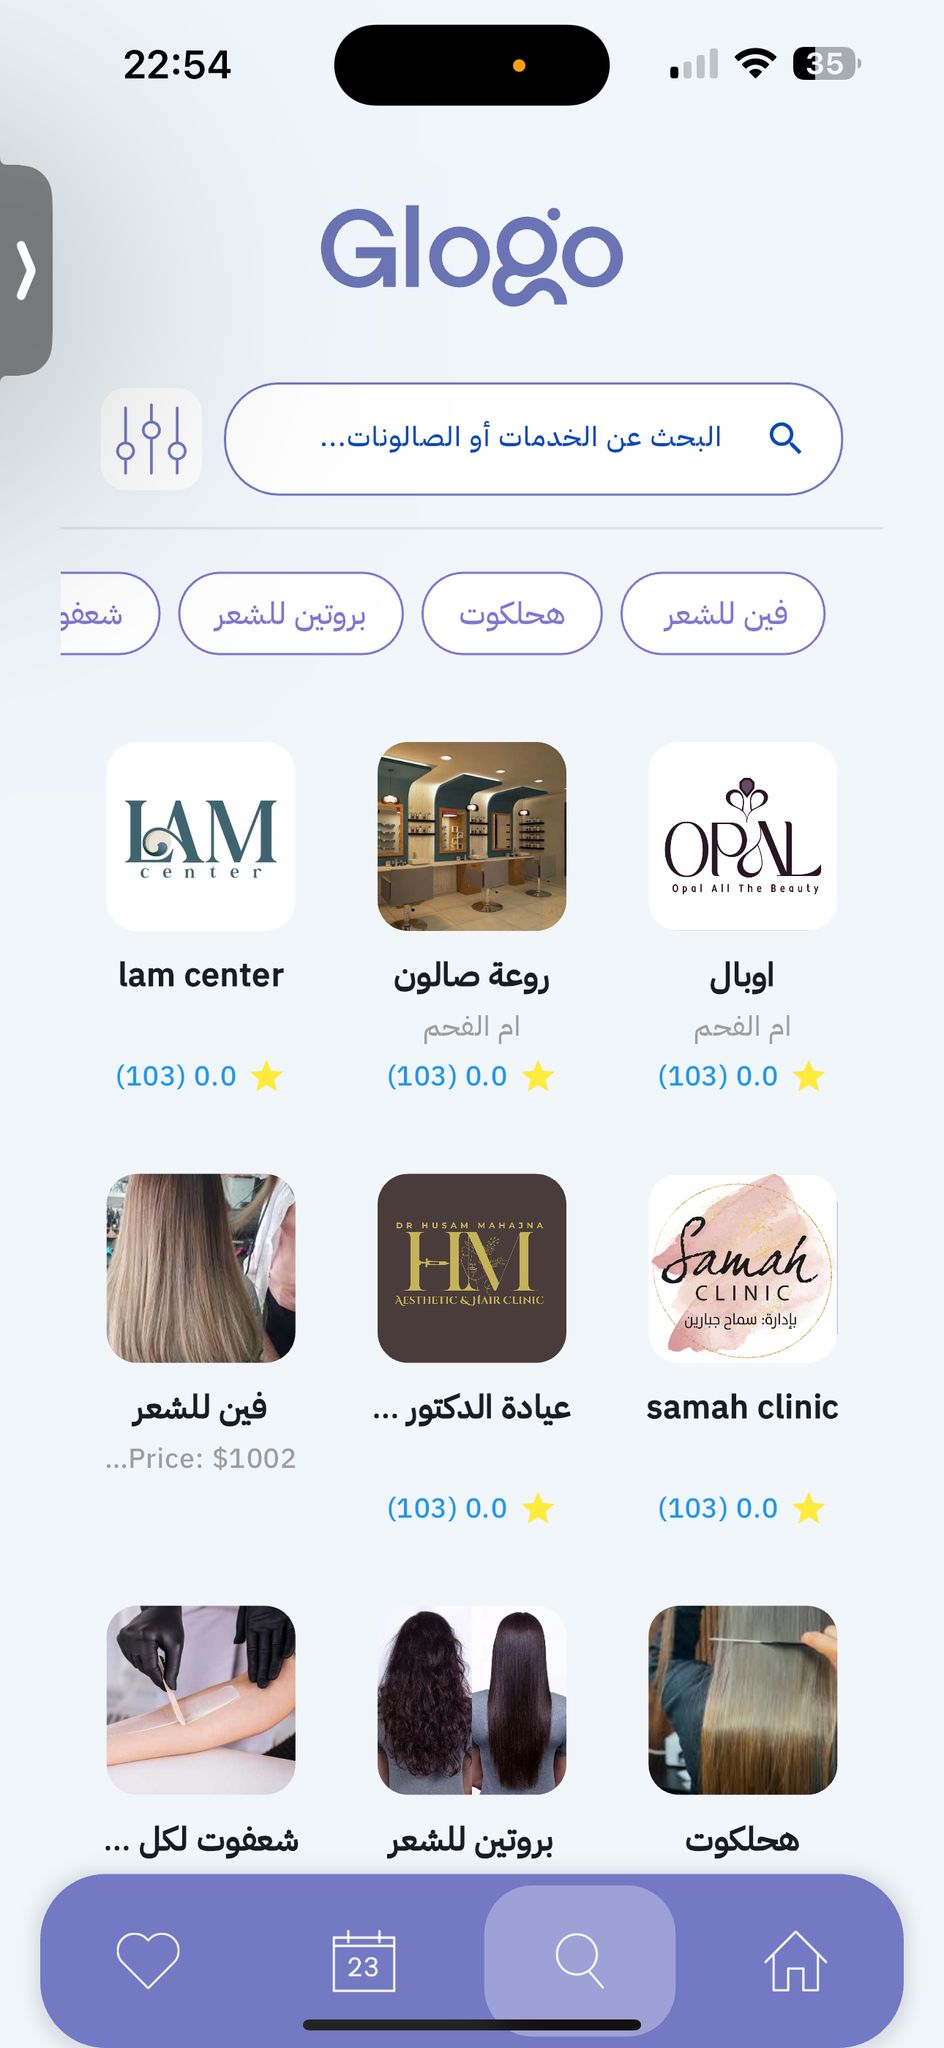 22:54
35
Glogo
البحث عن الخدمات أو الصالونات...
فين للشعر
هحلكوت
بروتين للشعر
شعفو
OPAL
Opal All The Beauty
LAM
center
اوبال
روعة صالون
lam center
ام الفحم
ام الفحم
(103) 0.0
(103) 0.0
(103) 0.0
Samah
CLINIC
بإدارة: سماح جبارين
DR HUSAM MAHAJNA
HM
AESTHETIC & HAIR CLINIC
samah clinic
عيادة الدكتور ...
فين للشعر
Price: $1002...
(103) 0.0
(103) 0.0
هحلكوت
بروتين للشعر
شعفوت لكل ...
23